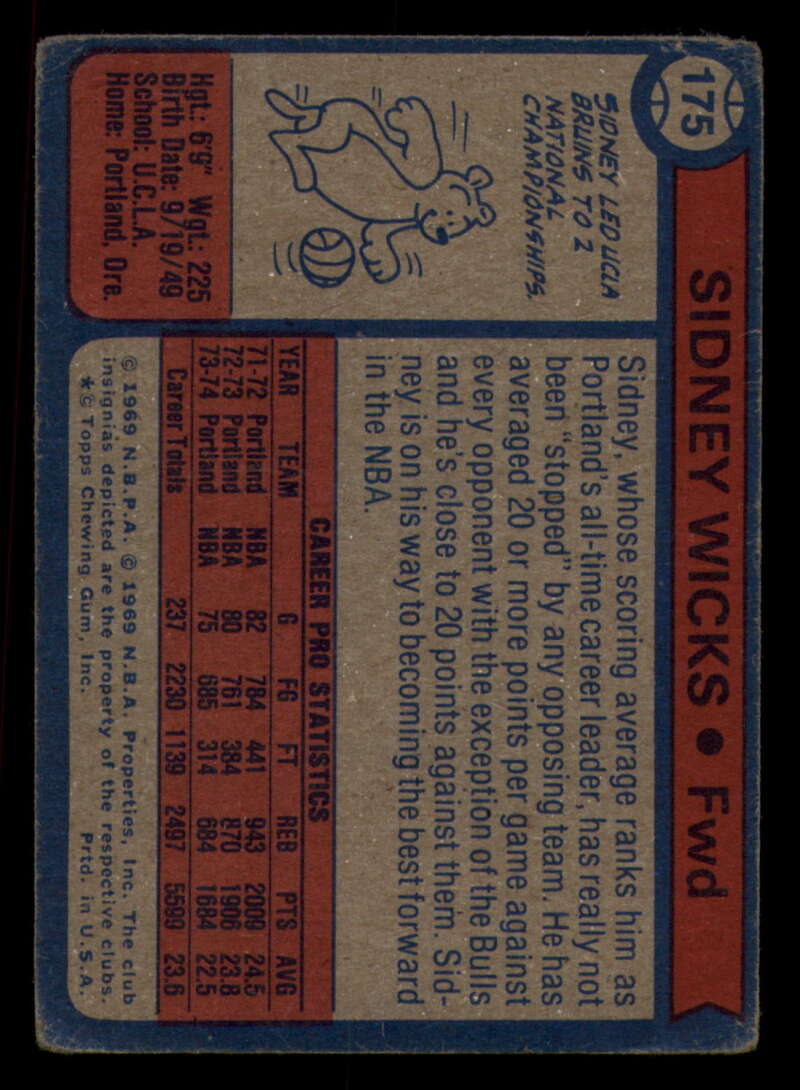 175
SIDNEY WICKS • Fwd
SIDNEY LED UCLA
BRUINS TO 2
NATIONAL
CHAMPIONSHIPS.
Hgt.: 6'9" Wgt.: 225
Birth Date: 9/19/49
School: U.C.L.A.
Home: Portland, Ore.
Sidney, whose scoring average ranks him as
Portland's all-time career leader, has really not
been "stopped" by any opposing team. He has
averaged 20 or more points per game against
every opponent with the exception of the Bulls
and he's close to 20 points against them. Sid-
ney is on his way to becoming the best forward
in the NBA.
CAREER PRO STATISTICS
YEAR TEAM G FG FT REB PTS AVG
71-72 Portland NBA 82 784 441 943 2009 24.5
72-73 Portland NBA 80 761 384 870 1906 23.8
73-74 Portland NBA 75 685 314 684 1684 22.5
Career Totals 237 2230 1139 2497 5599 23.6
© 1969 N.B.P.A. © 1969 N.B.A. Properties, Inc. The club
insignias depicted are the property of the respective clubs.
*© Topps Chewing Gum, Inc. Prtd. in U.S.A.